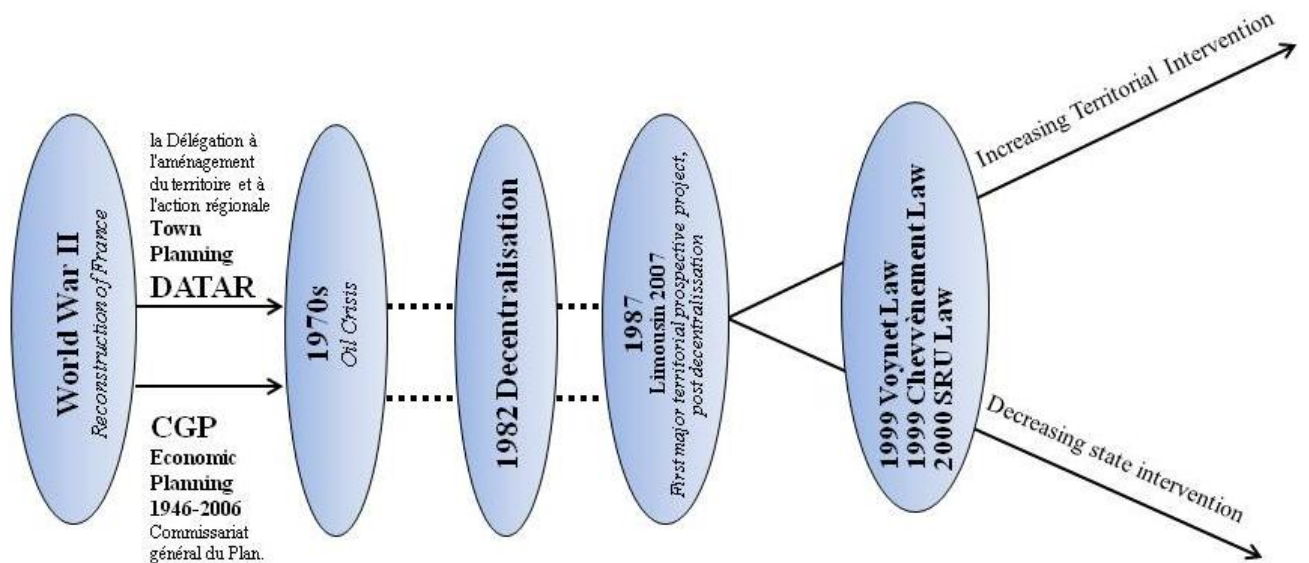 World War II
Reconstruction of France
la Délégation à
l'aménagement
du territoire et à
l'action régionale
Town
Planning
DATAR
CGP
Economic
Planning
1946-2006
Commissariat
général du Plan.
1970s
Oil Crisis
1982 Decentralisation
1987
Limousin 2007
First major territorial prospective project,
post decentralissation
1999 Voynet Law
1999 Chevvènement Law
2000 SRU Law
Increasing Territorial Intervention
Decreasing state intervention